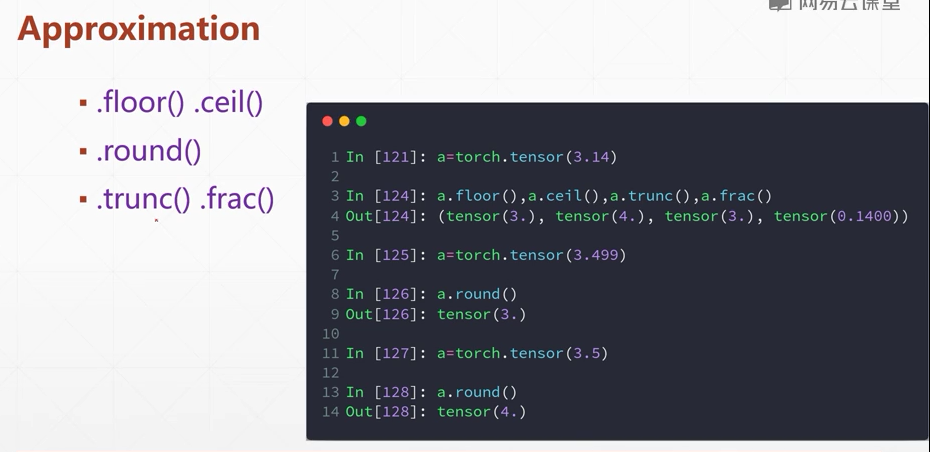 网易云课堂
Approximation
▪ .floor() .ceil()
▪ .round()
▪ .trunc() .frac()
1 In [121]: a=torch.tensor(3.14)
2
3 In [124]: a.floor(),a.ceil(),a.trunc(),a.frac()
4 Out[124]: (tensor(3.), tensor(4.), tensor(3.), tensor(0.1400))
5
6 In [125]: a=torch.tensor(3.499)
7
8 In [126]: a.round()
9 Out[126]: tensor(3.)
10
11 In [127]: a=torch.tensor(3.5)
12
13 In [128]: a.round()
14 Out[128]: tensor(4.)